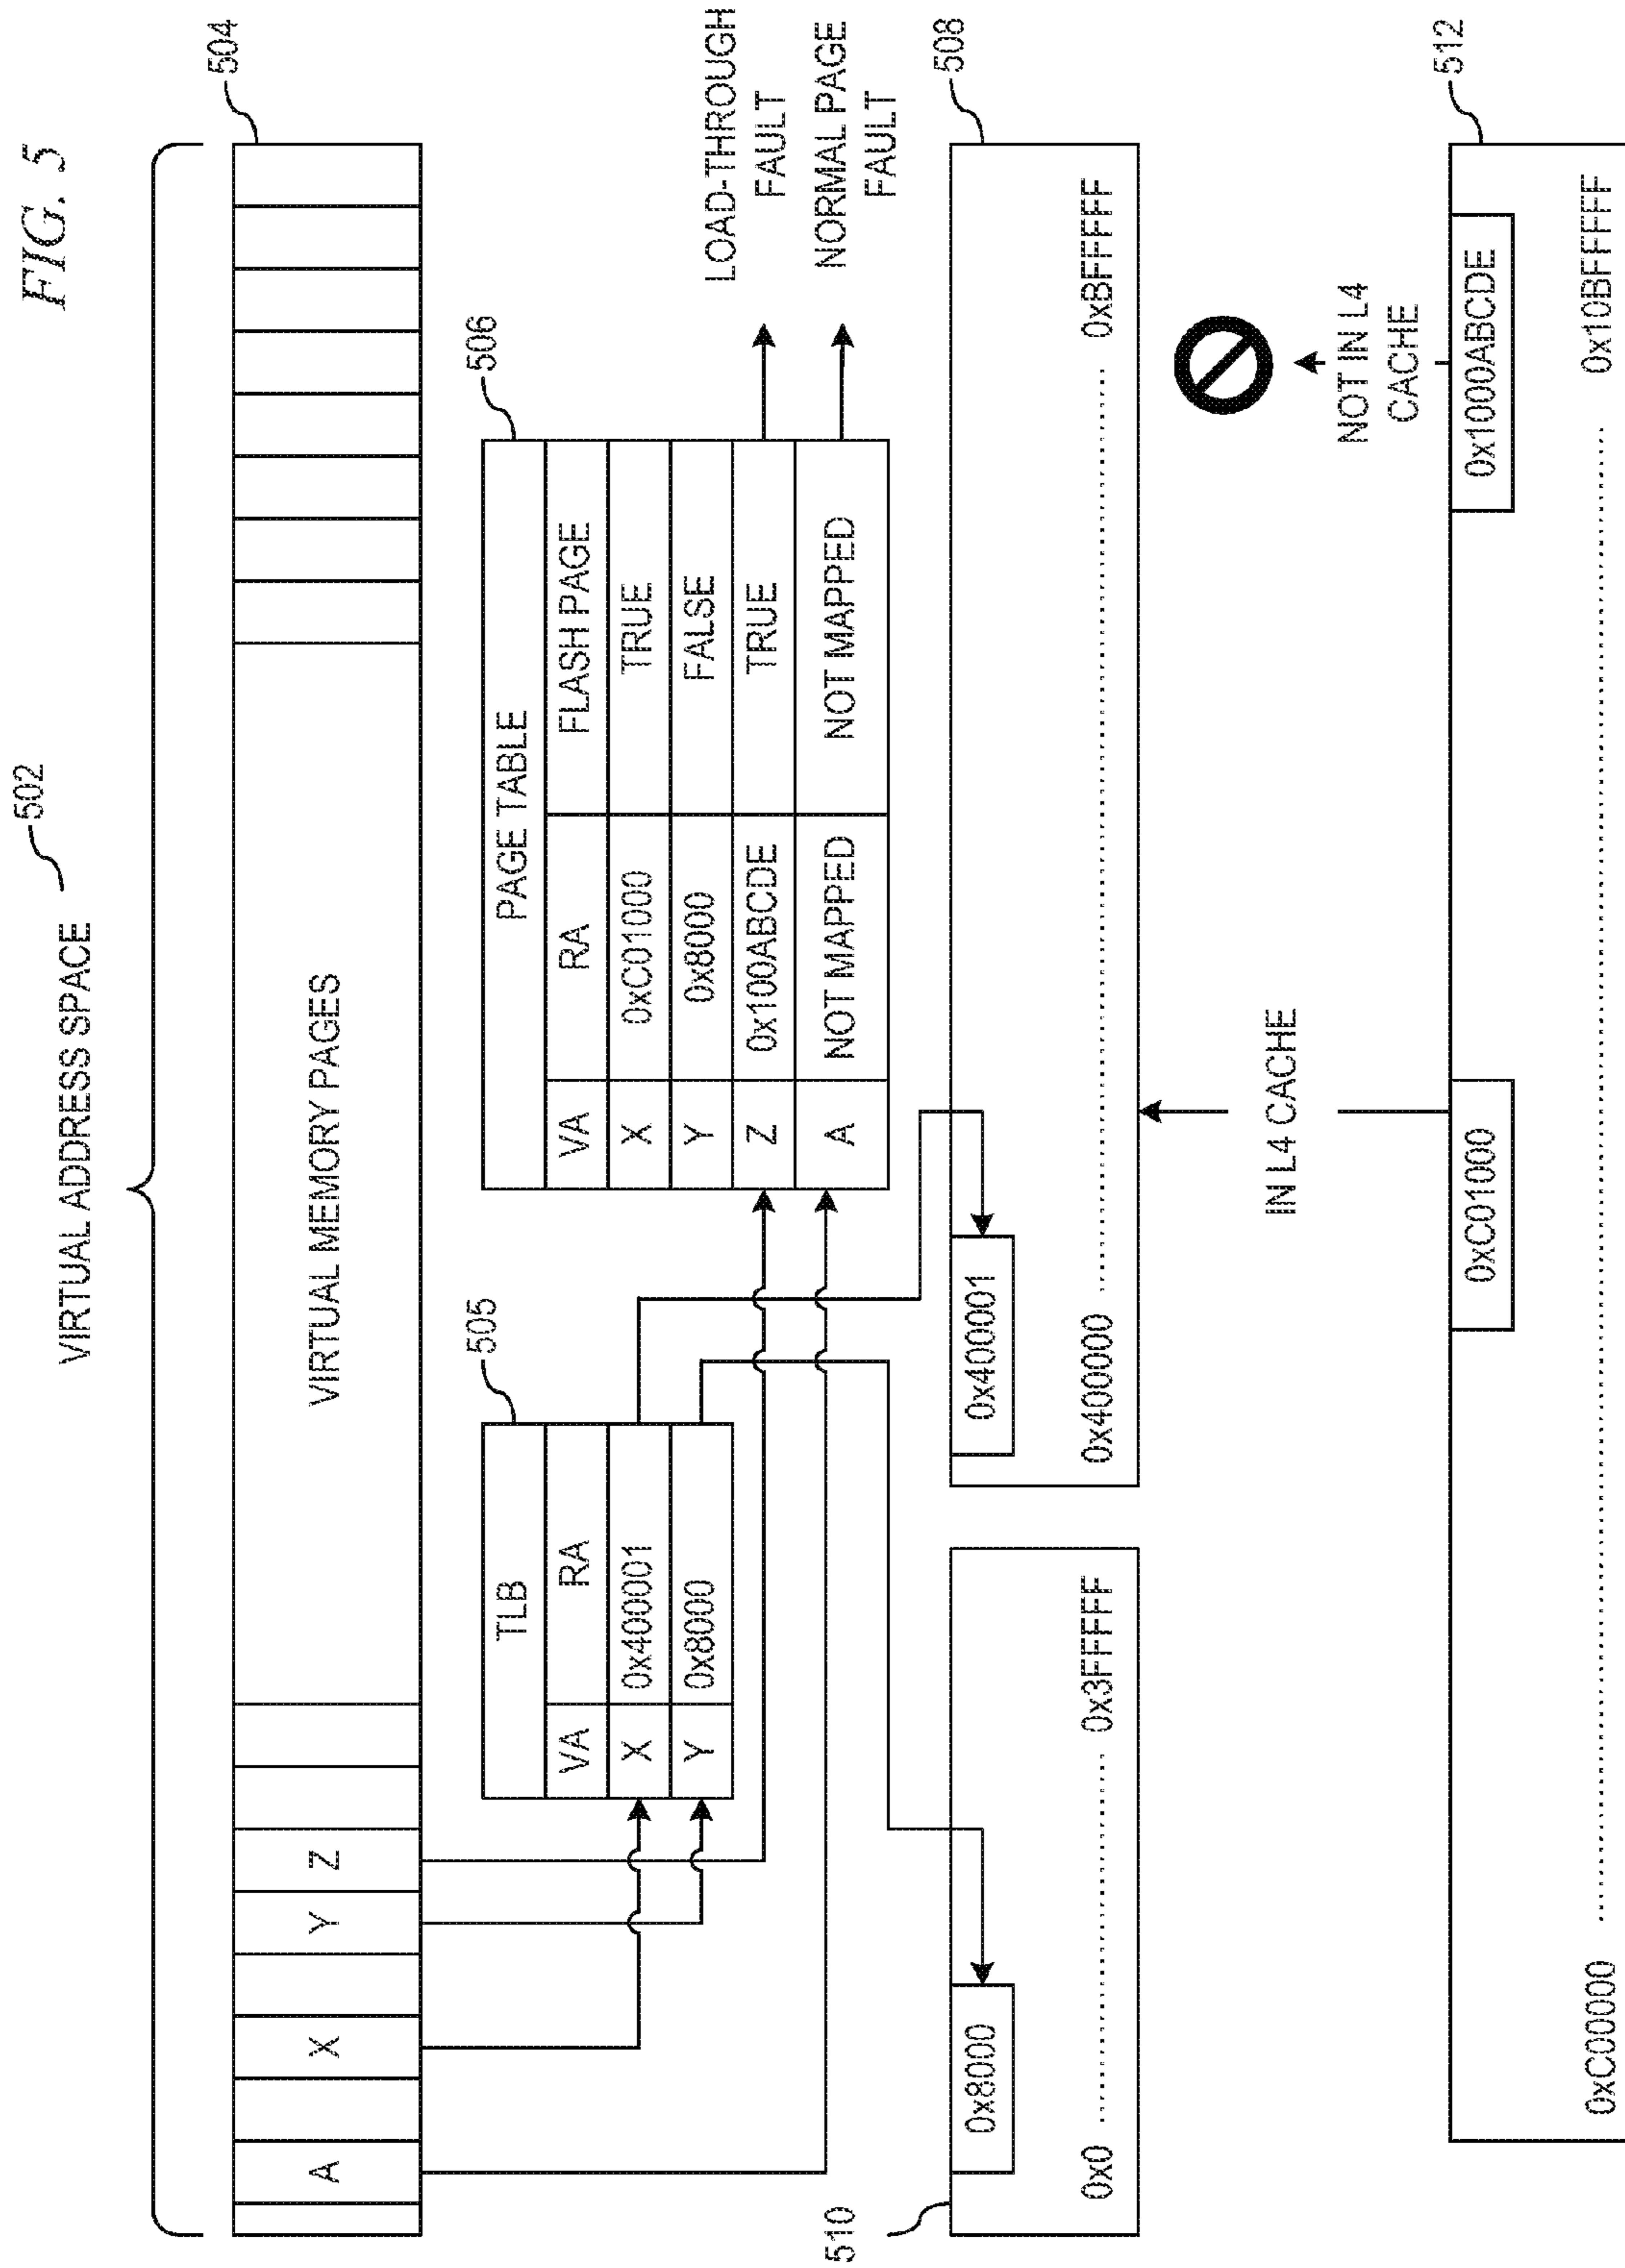 FIG. 5
502
VIRTUAL ADDRESS SPACE
504
A
X
Y
Z
VIRTUAL MEMORY PAGES
505
TLB
VA RA
X 0x400001
Y 0x8000
506
PAGE TABLE
VA RA FLASH PAGE
X 0xC01000 TRUE
Y 0x8000 FALSE
Z 0x100ABCDE TRUE
A NOT MAPPED NOT MAPPED
LOAD-THROUGH
FAULT
NORMAL PAGE
FAULT
510
0x8000
0x0 0x3FFFFF
508
0x400001
0x400000 0xBFFFFF
IN L4 CACHE
NOT IN L4
CACHE
512
0xC01000
0x1000ABCDE
0xC00000 0x10BFFFFF